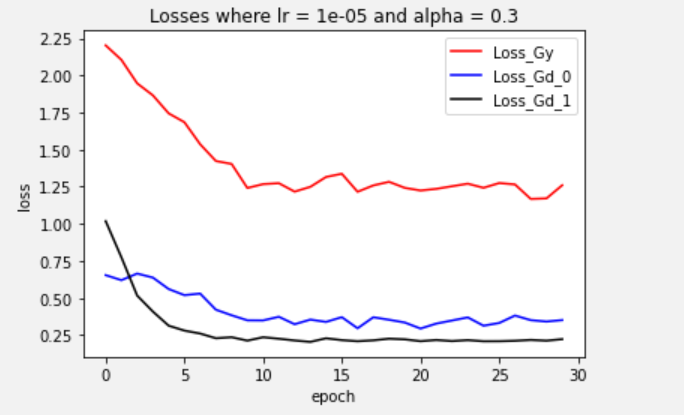 Losses where lr = 1e-05 and alpha = 0.3
2.25
2.00
1.75
1.50
1.25
1.00
0.75
0.50
0.25
loss
Loss_Gy
Loss_Gd_0
Loss_Gd_1
0 5 10 15 20 25 30
epoch